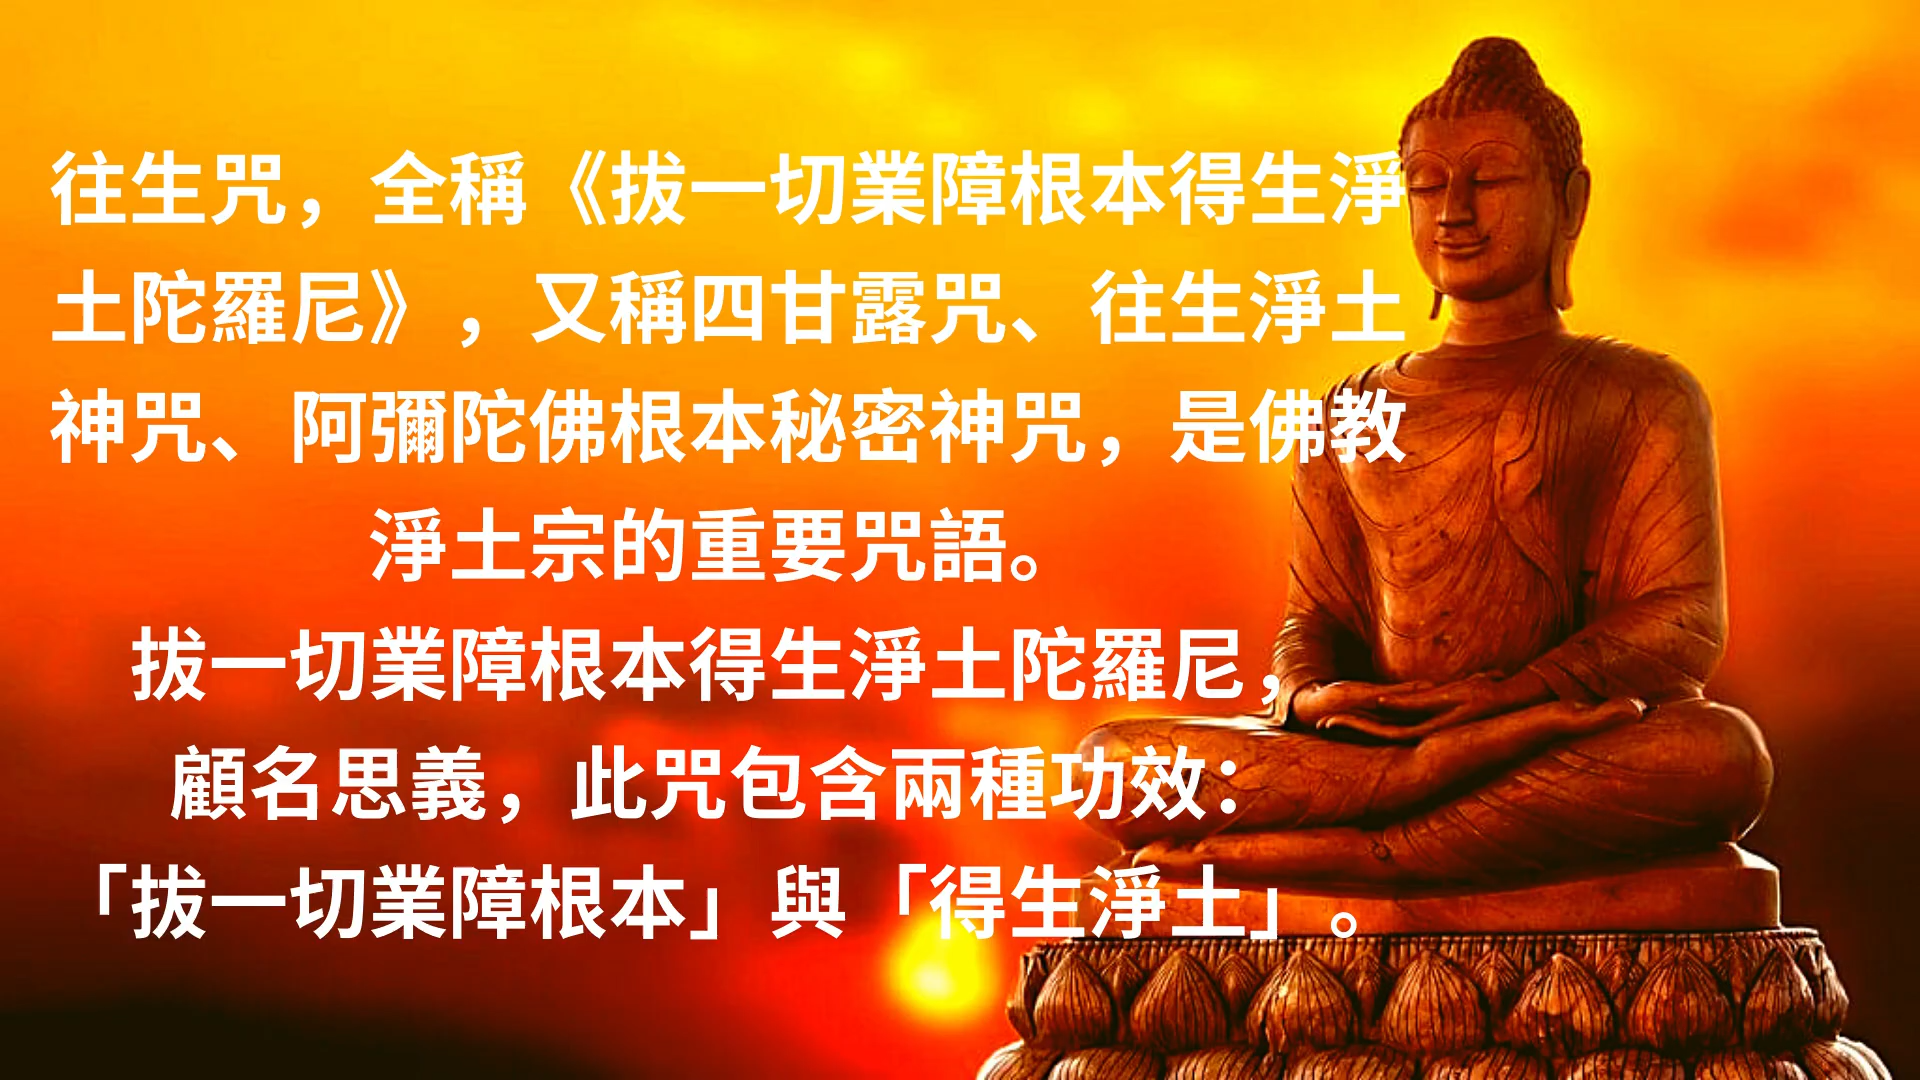 往生咒，全稱《拔一切業障根本得生淨
土陀羅尼》，又稱四甘露咒、往生淨土
神咒、阿彌陀佛根本秘密神咒，是佛教
淨土宗的重要咒語。
拔一切業障根本得生淨土陀羅尼，
顧名思義，此咒包含兩種功效：
「拔一切業障根本」與「得生淨土」。